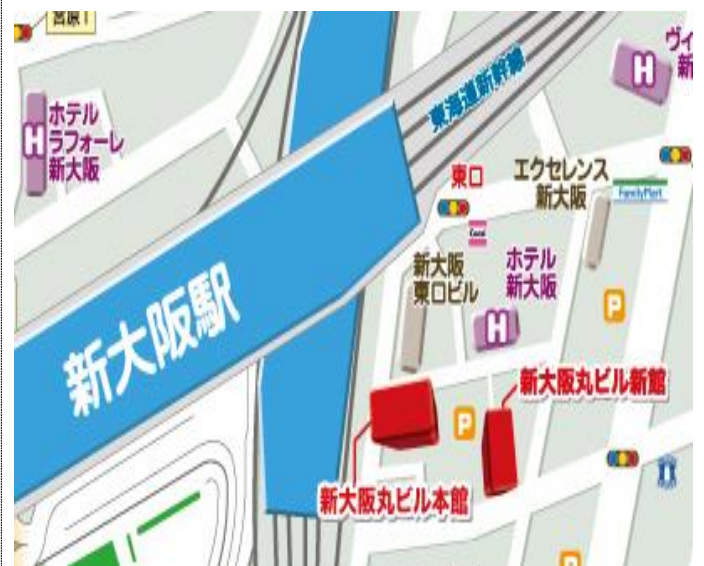 宮原1
ヴィ
新
東海道新幹線
H
ホテル
ラフォーレ
新大阪
H
東口
エクセレンス
新大阪
FamilyMart
新大阪
東口ビル
ホテル
新大阪
H
P
新大阪駅
新大阪丸ビル新館
P
新大阪丸ビル本館
P